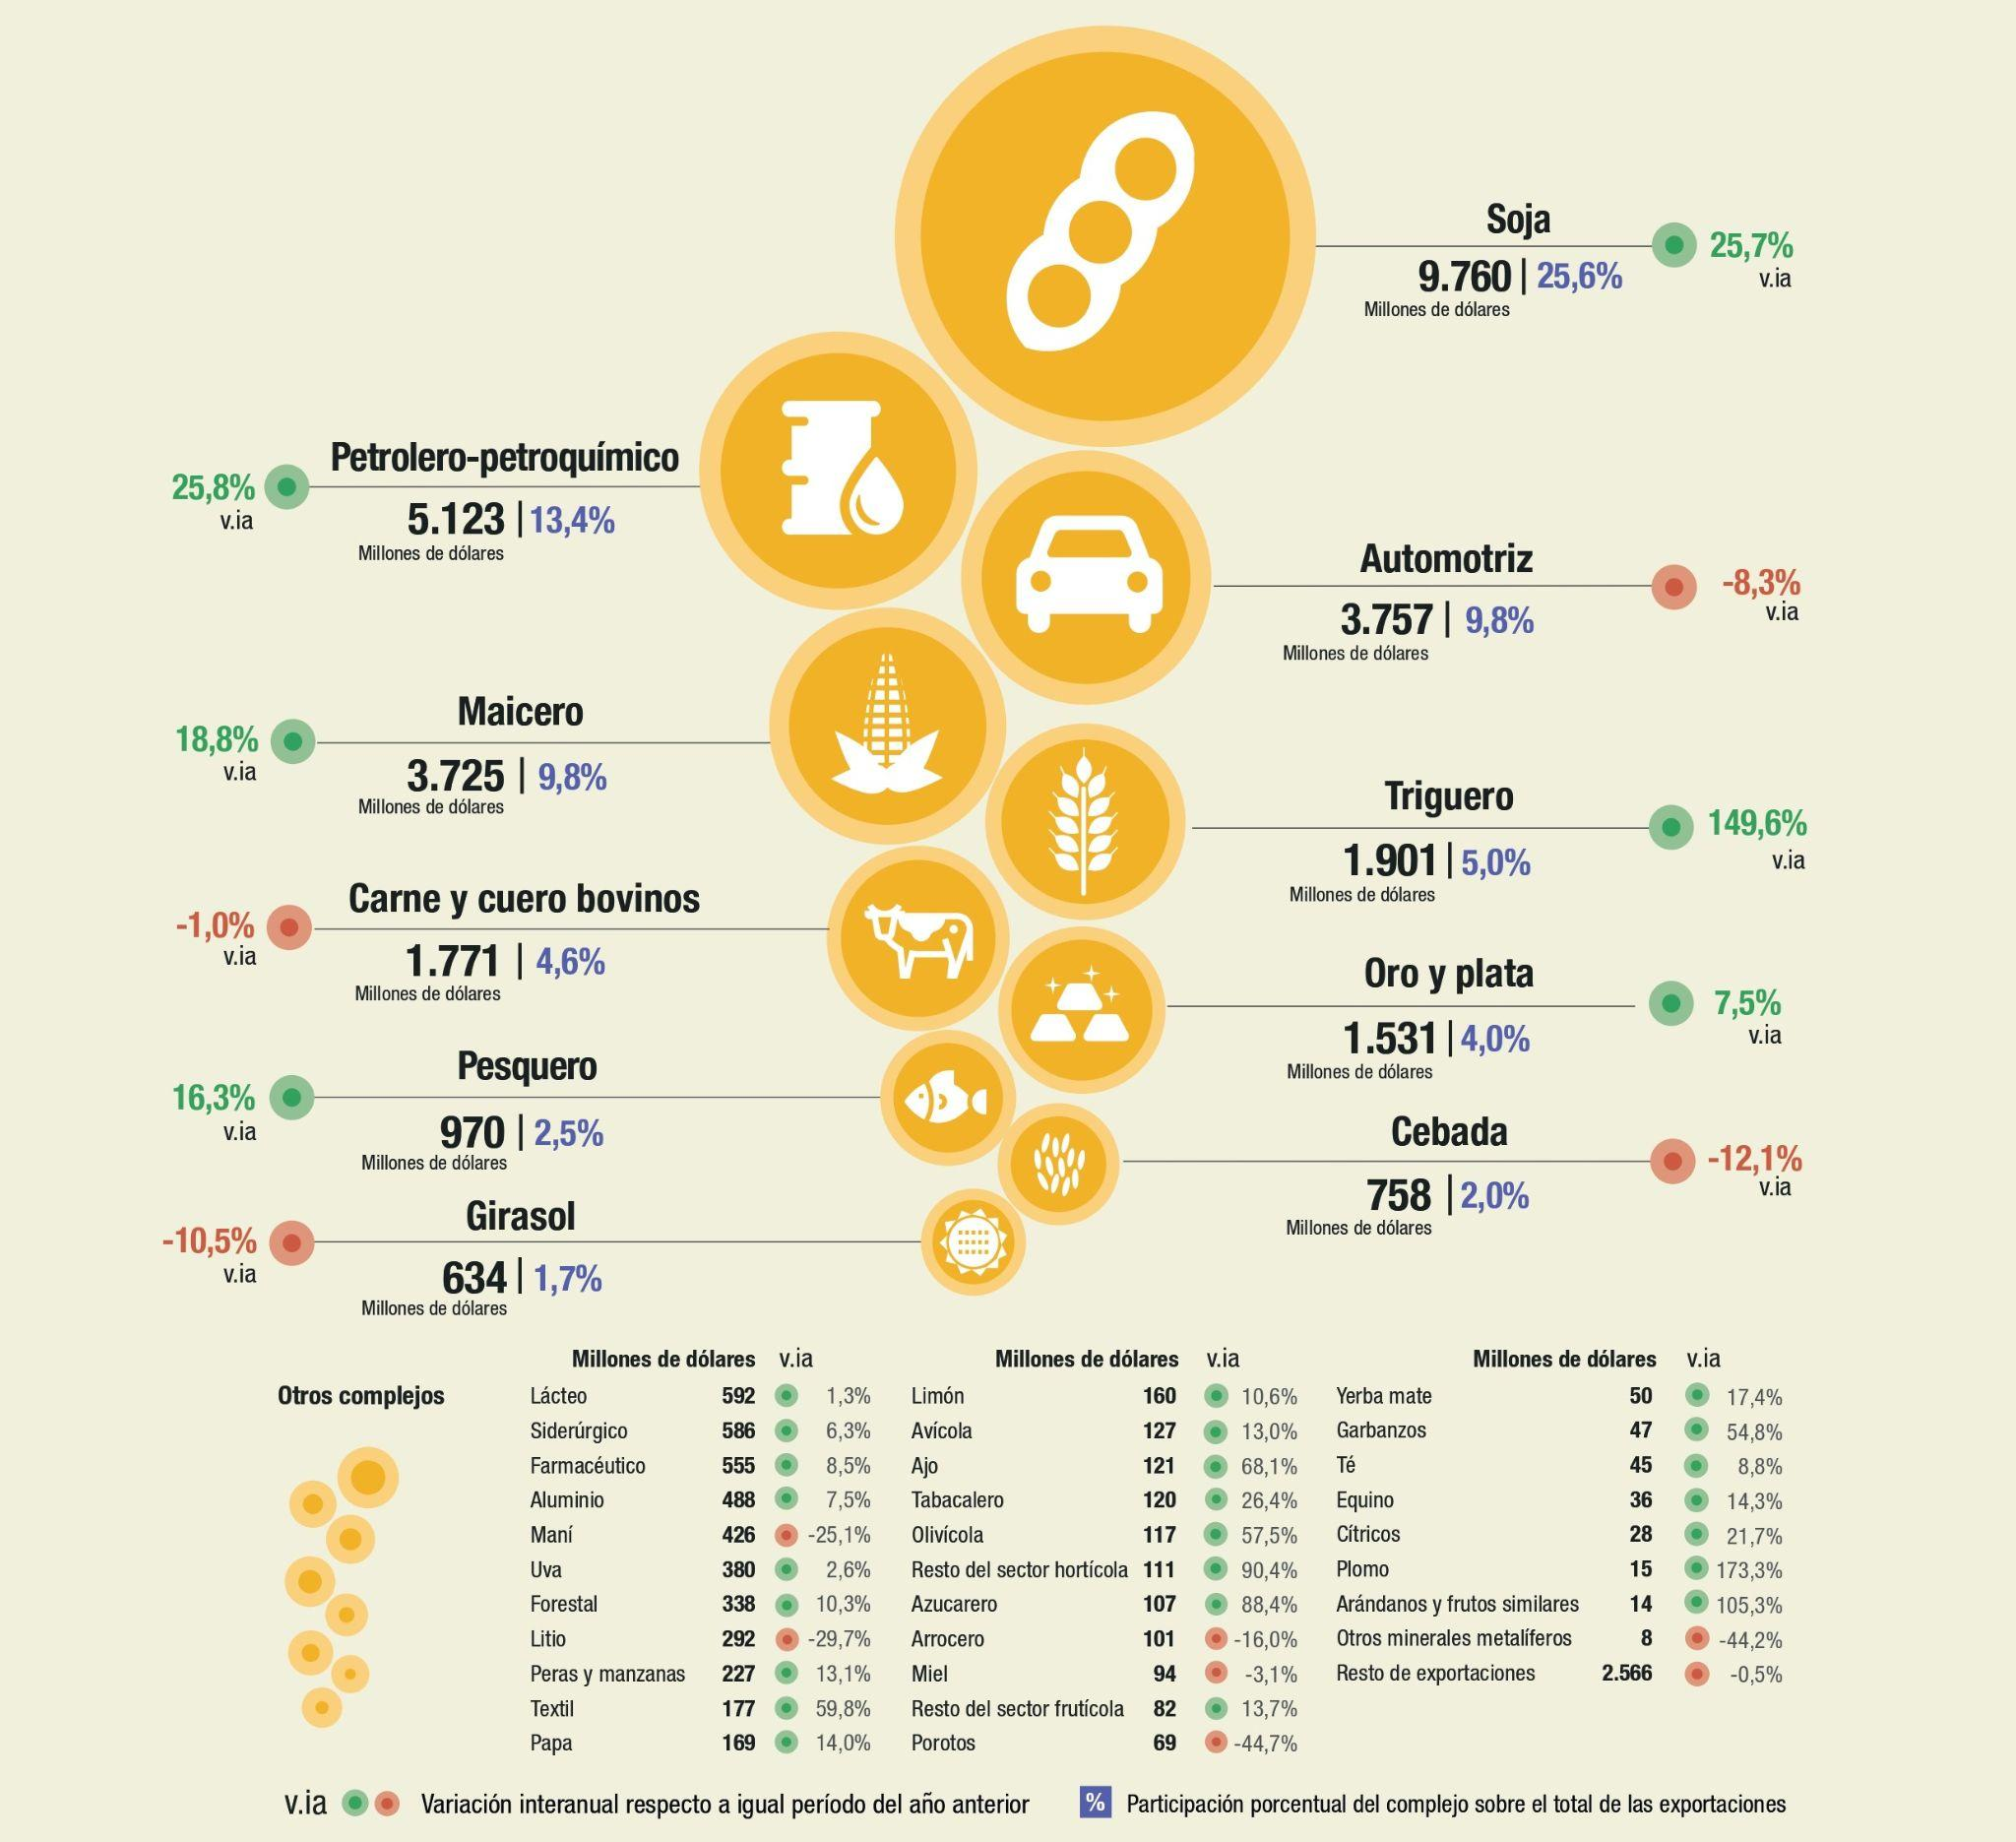 Soja
9.760 | 25,6%
Millones de dólares
25,7%
v.ia
Petrolero-petroquímico
5.123 | 13,4%
Millones de dólares
25,8%
v.ia
Automotriz
3.757 | 9,8%
Millones de dólares
-8,3%
v.ia
Maicero
3.725 | 9,8%
Millones de dólares
18,8%
v.ia
Triguero
1.901 | 5,0%
Millones de dólares
149,6%
v.ia
Carne y cuero bovinos
1.771 | 4,6%
Millones de dólares
-1,0%
v.ia
Oro y plata
1.531 | 4,0%
Millones de dólares
7,5%
v.ia
Pesquero
970 | 2,5%
Millones de dólares
16,3%
v.ia
Cebada
758 | 2,0%
Millones de dólares
-12,1%
v.ia
Girasol
634 | 1,7%
Millones de dólares
-10,5%
v.ia
Otros complejos
Millones de dólares v.ia
Lácteo 592 1,3%
Siderúrgico 586 6,3%
Farmacéutico 555 8,5%
Aluminio 488 7,5%
Maní 426 -25,1%
Uva 380 2,6%
Forestal 338 10,3%
Litio 292 -29,7%
Peras y manzanas 227 13,1%
Textil 177 59,8%
Papa 169 14,0%
Millones de dólares v.ia
Limón 160 10,6%
Avícola 127 13,0%
Ajo 121 68,1%
Tabacalero 120 26,4%
Olivícola 117 57,5%
Resto del sector hortícola 111 90,4%
Azucarero 107 88,4%
Arrocero 101 -16,0%
Miel 94 -3,1%
Resto del sector frutícola 82 13,7%
Porotos 69 -44,7%
Millones de dólares v.ia
Yerba mate 50 17,4%
Garbanzos 47 54,8%
Té 45 8,8%
Equino 36 14,3%
Cítricos 28 21,7%
Plomo 15 173,3%
Arándanos y frutos similares 14 105,3%
Otros minerales metalíferos 8 -44,2%
Resto de exportaciones 2.566 -0,5%
v.ia Variación interanual respecto a igual período del año anterior
% Participación porcentual del complejo sobre el total de las exportaciones